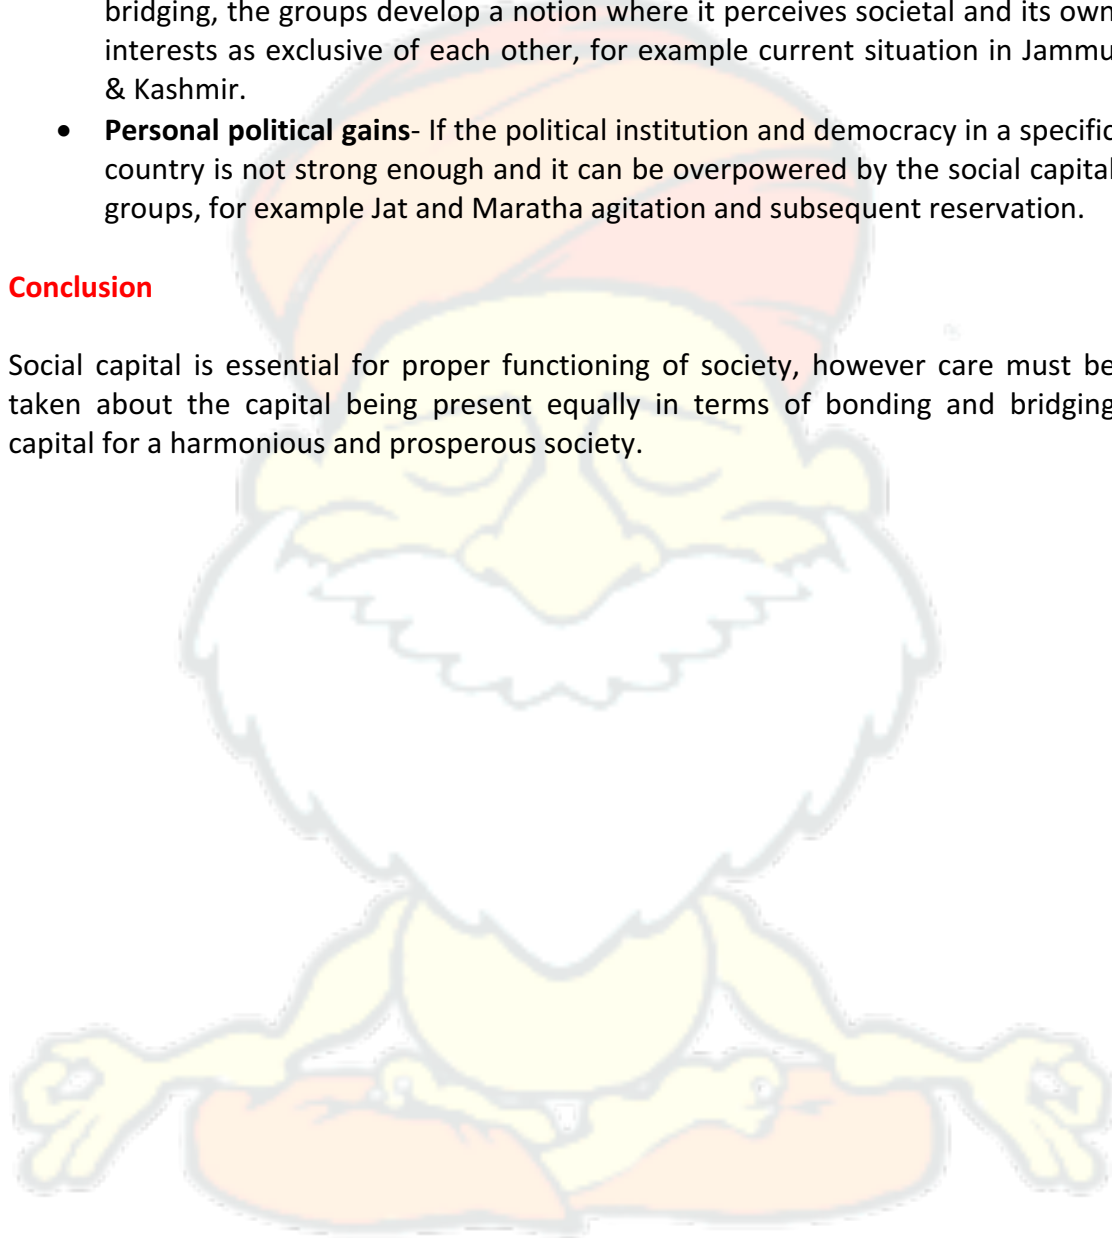 bridging, the groups develop a notion where it perceives societal and its own
interests as exclusive of each other, for example current situation in Jammu
& Kashmir.
• Personal political gains- If the political institution and democracy in a specific
country is not strong enough and it can be overpowered by the social capital
groups, for example Jat and Maratha agitation and subsequent reservation.
Conclusion
Social capital is essential for proper functioning of society, however care must be
taken about the capital being present equally in terms of bonding and bridging
capital for a harmonious and prosperous society.